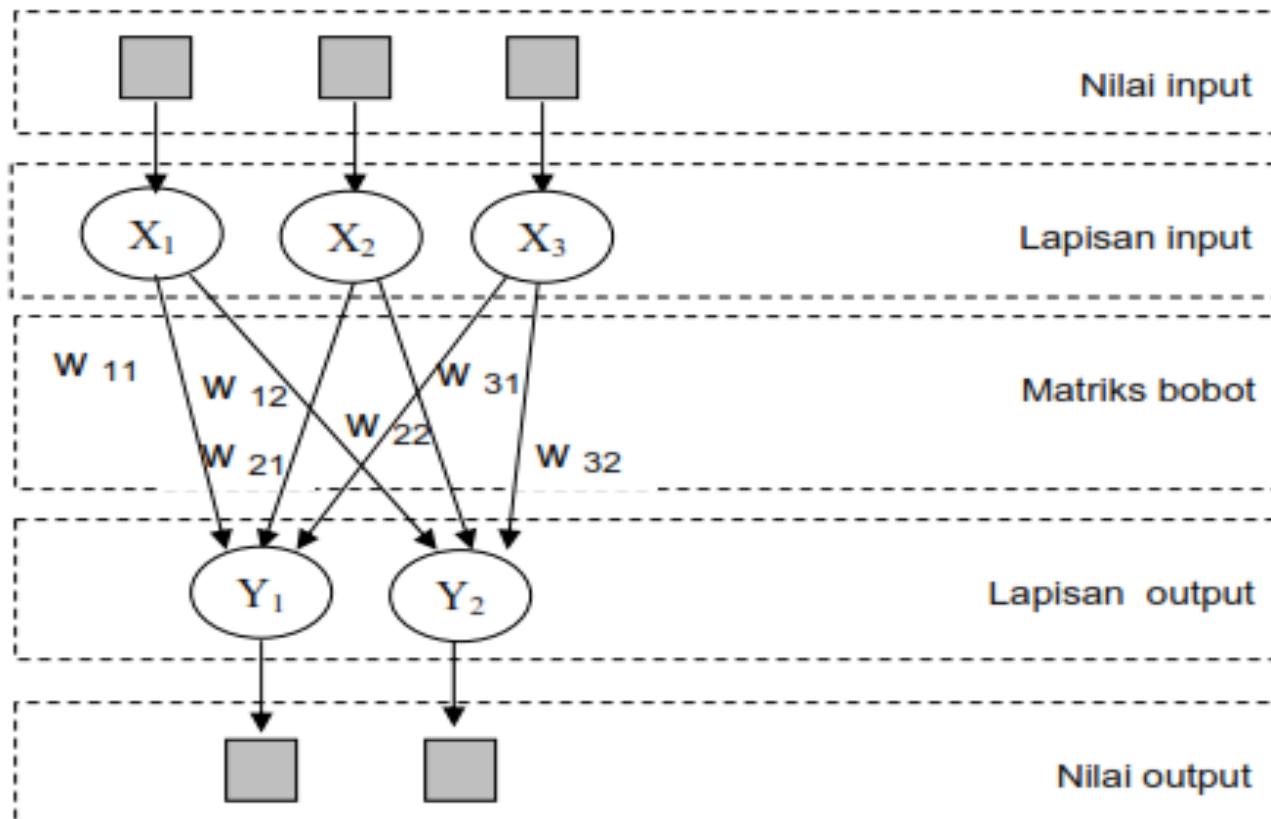 Nilai input
X₁ X₂ X₃
Lapisan input
w 11
w 12
w 31
Matriks bobot
w 21
w 22
w 32
Y₁ Y₂
Lapisan output
Nilai output